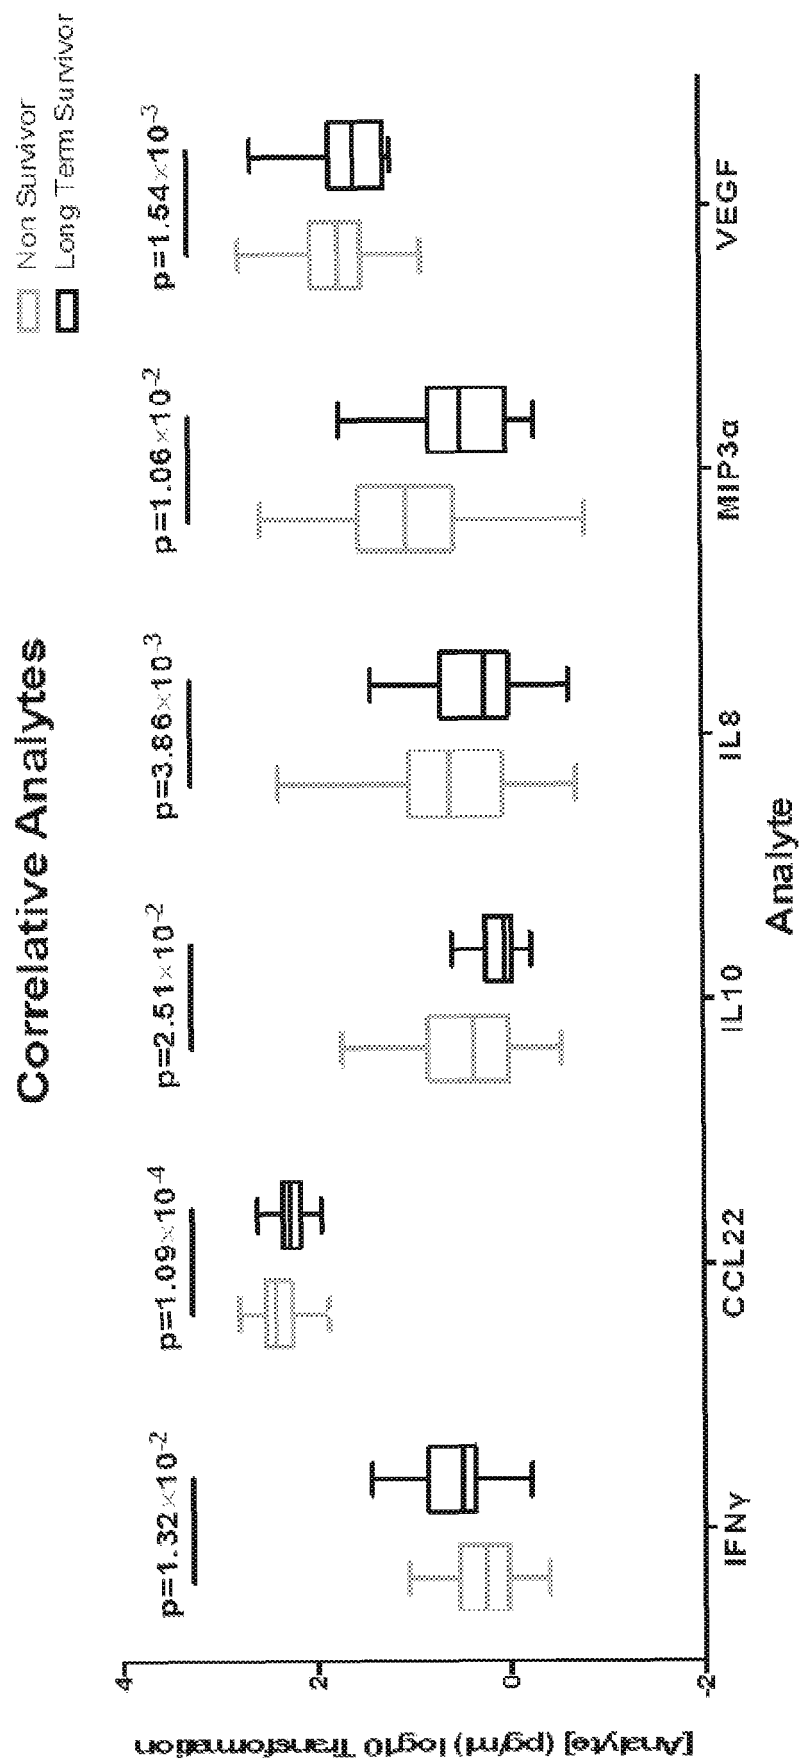 Correlative Analytes
Non Survivor
Long Term Survivor
p=1.32×10-2
p=1.09×10-4
p=2.51×10-2
p=3.86×10-3
p=1.06×10-2
p=1.54×10-3
4
2
0
-2
[Analyte] (pg/ml) log10 Transformation
IFNγ
CCL22
IL10
IL8
MIP3α
VEGF
Analyte